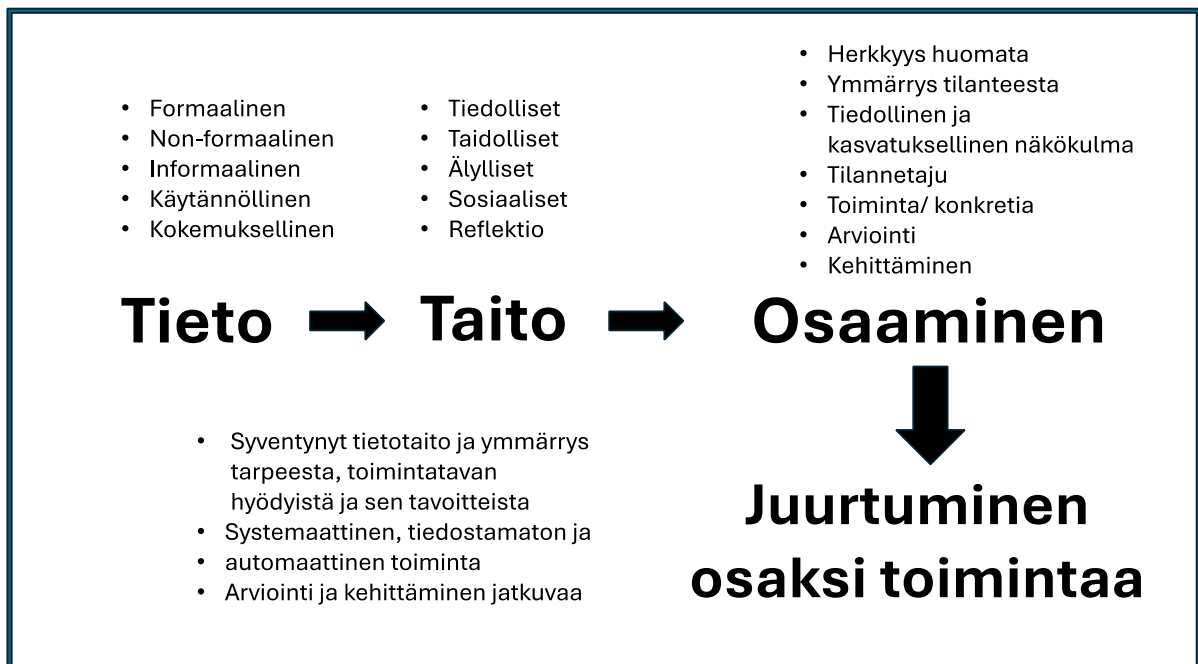 • Formaalinen
• Non-formaalinen
• Informaalinen
• Käytännöllinen
• Kokemuksellinen
• Tiedolliset
• Taidolliset
• Älylliset
• Sosiaaliset
• Reflektio
• Herkkyys huomata
• Ymmärrys tilanteesta
• Tiedollinen ja
kasvatuksellinen näkökulma
• Tilannetaju
• Toiminta/ konkretia
• Arviointi
• Kehittäminen
Tieto
Taito
Osaaminen
• Syventynyt tietotaito ja ymmärrys
tarpeesta, toimintatavan
hyödyistä ja sen tavoitteista
• Systemaattinen, tiedostamaton ja
• automaattinen toiminta
• Arviointi ja kehittäminen jatkuvaa
Juurtuminen
osaksi toimintaa